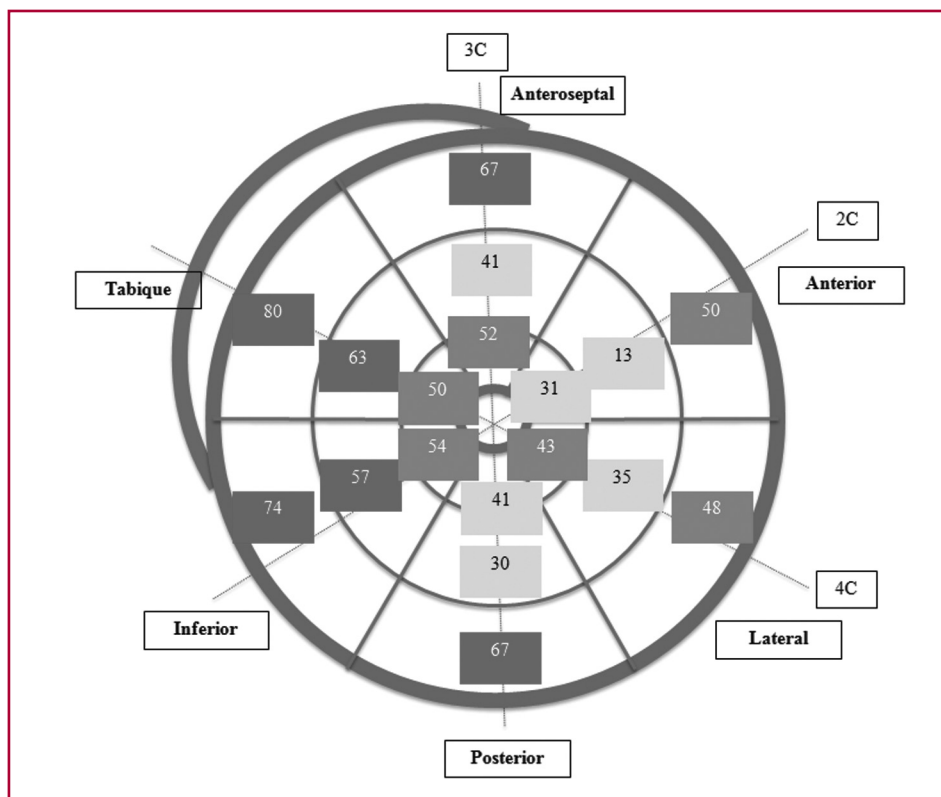 3C
Anteroseptal
67
2C
41
Anterior
Tabique
80
50
52
63
13
50
31
54
43
57
35
74
41
48
30
4C
Inferior
Lateral
67
Posterior